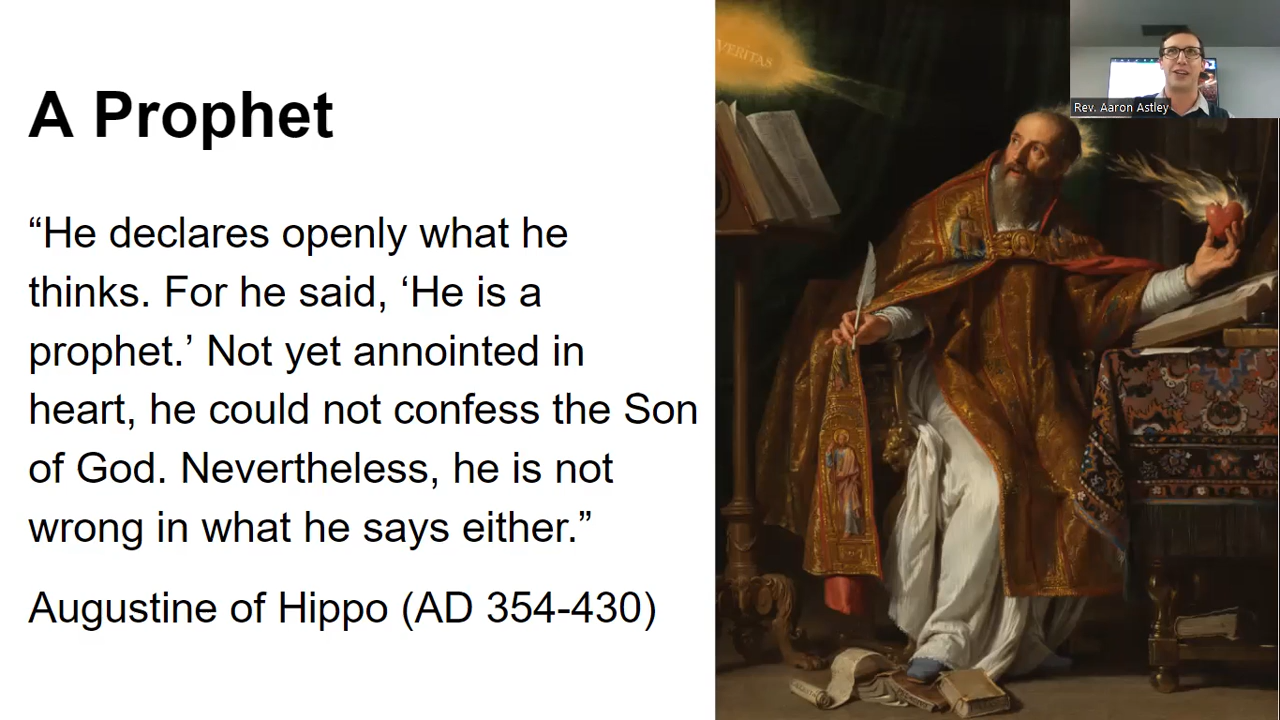 A Prophet
“He declares openly what he
thinks. For he said, ‘He is a
prophet.’ Not yet annointed in
heart, he could not confess the Son
of God. Nevertheless, he is not
wrong in what he says either.”
Augustine of Hippo (AD 354-430)
VERITAS
Rev. Aaron Astley